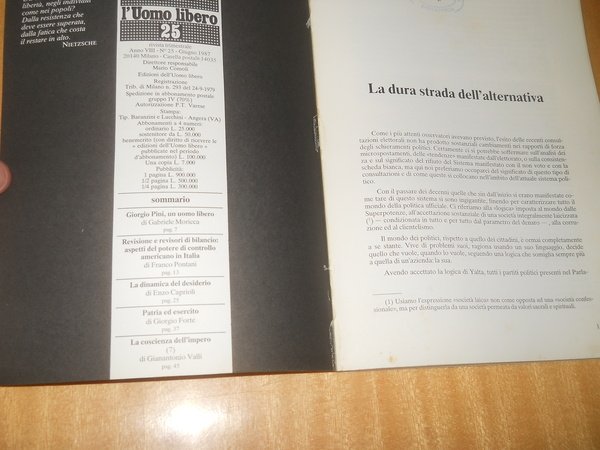 libertà, negli individui
come nei popoli?
Dalla resistenza che
deve essere superata,
dalla fatica che costa
il restare in alto.
NIETZSCHE
l'Uomo libero
25
rivista trimestrale
Anno VIII - N° 25 - Giugno 1987
20140 Milano - Casella postale 14035
Direttore responsabile
Mario Consoli
Edizioni dell'Uomo libero
Registrazione
Trib. di Milano n. 293 del 24-9-1979
Spedizione in abbonamento postale
gruppo IV (70%)
Autorizzazione P.T. Varese
Stampa:
Tip. Baranzini e Lucchini - Angera (VA)
Abbonamenti a 4 numeri:
ordinario L. 25.000
sostenitore da L. 50.000
benemerito (con diritto di ricevere le
« edizioni dell'Uomo libero »
pubblicate nel periodo
d'abbonamento) L. 100.000
Una copia L. 7.000
Pubblicità:
1 pagina L. 900.000
1/2 pagina L. 500.000
1/4 pagina L. 300.000
sommario
Giorgio Pini, un uomo libero
di Gabriele Moricca
pag. 7
Revisione e revisori di bilancio:
aspetti del potere di controllo
americano in Italia
di Franco Pontani
pag. 13
La dinamica del desiderio
di Enzo Caprioli
pag. 25
Patria ed esercito
di Giorgio Forte
pag. 37
La coscienza dell'impero
(7)
di Gianantonio Valli
pag. 45
La dura strada dell'alternativa
Come i più attenti osservatori avevano previsto, l'esito delle recenti consul-
tazioni elettorali non ha prodotto sostanziali cambiamenti nei rapporti di forza
degli schieramenti politici. Certamente ci si potrebbe soffermare sull'analisi dei
micropostamenti, delle «tendenze» manifestate dall'elettorato, o sulla consisten-
za e sul significato del rifiuto del Sistema manifestato con il non voto e con la
scheda bianca, ma qui noi preferiamo occuparci del significato di questo tipo di
consultazioni e di come queste si collocano nell'ambito dell'attuale sistema poli-
tico.
Con il passare dei decenni quelle che sin dall'inizio si erano manifestate co-
me tare di questo sistema si sono ingigantite, finendo per caratterizzare tutto il
mondo della politica ufficiale. Ci riferiamo alla «logica» imposta al mondo dalle
Superpotenze, all'accettazione sostanziale di una società integralmente laicizzata
(1) — condizionata in tutto e per tutto dal parametro del denaro —, alla corru-
zione ed al clientelismo.
Il mondo dei politici, rispetto a quello dei cittadini, è ormai completamente
a se stante. Vive di problemi suoi, ragiona usando un suo linguaggio, decide
quello che vuole, quando lo vuole, seguendo una logica che somiglia sempre più
a quella di un'azienda: la sua.
Avendo accettato la logica di Yalta, tutti i partiti politici presenti nel Parla-
(1) Usiamo l'espressione «società laica» non come opposta ad una «società confes-
sionale», ma per distinguerla da una società permeata da valori sacrali e spirituali.